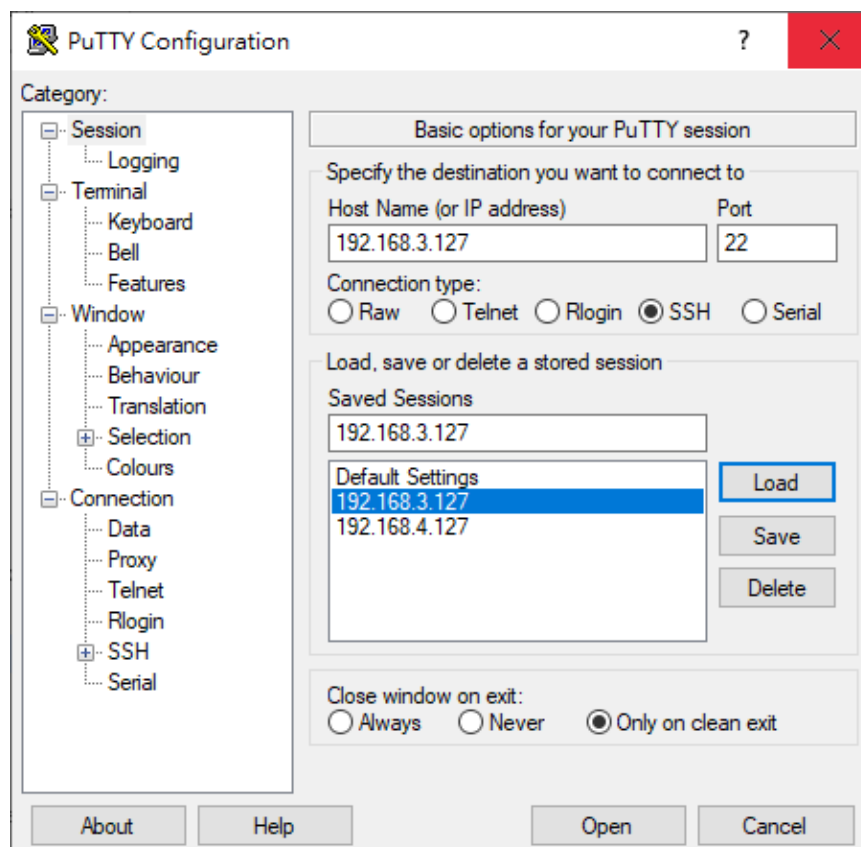 PuTTY Configuration
?
Category:
Session
Logging
Terminal
Keyboard
Bell
Features
Window
Appearance
Behaviour
Translation
Selection
Colours
Connection
Data
Proxy
Telnet
Rlogin
SSH
Serial
Basic options for your PuTTY session
Specify the destination you want to connect to
Host Name (or IP address) Port
192.168.3.127 22
Connection type:
Raw Telnet Rlogin SSH Serial
Load, save or delete a stored session
Saved Sessions
192.168.3.127
Default Settings
192.168.3.127
192.168.4.127
Load
Save
Delete
Close window on exit:
Always Never Only on clean exit
About Help Open Cancel